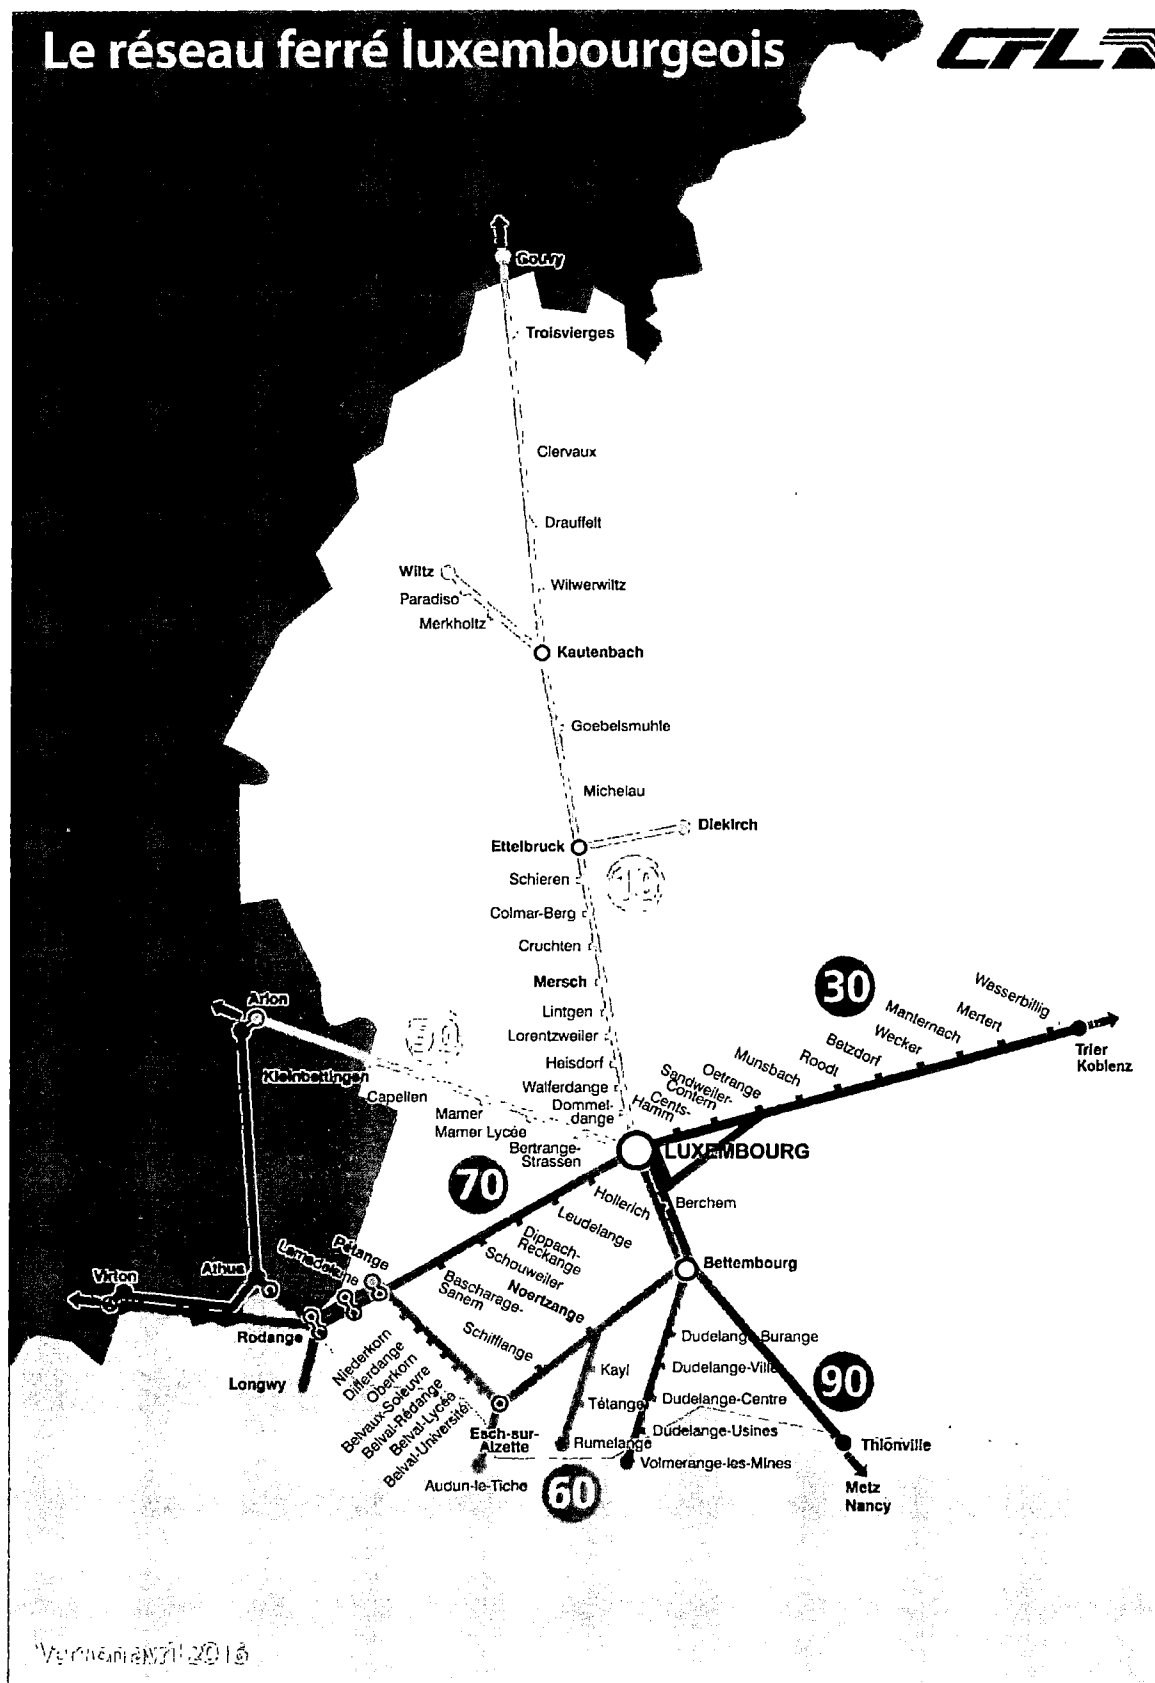 Le réseau ferré luxembourgeois
CFL
Gouvy
Troisvierges
Clervaux
Drauffelt
Wiltz
Paradiso
Merkholtz
Wilwerwiltz
Kautenbach
Goebelsmuhle
Michelau
Diekirch
Ettelbruck
10
Schieren
Colmar-Berg
Cruchten
Mersch
Lintgen
Lorentzweiler
Heisdorf
Walferdange
Dommel-
dange
30
Wasserbillig
Mertert
Manternach
Wecker
Betzdorf
Roodt
Munsbach
Oetrange
Sandweiler-
Contern
Cents-
Hamm
Trier
Koblenz
Arlon
50
Kleinbettingen
Capellen
Mamer
Mamer Lycée
Bertrange-
Strassen
LUXEMBOURG
70
Hollerich
Leudelange
Dippach-
Reckange
Schouweiler
Bascharage-
Sanem
Berchem
Bettembourg
Pétange
Lamadelaine
Athus
Virton
Rodange
Longwy
Noertzange
Schifflange
Niederkorn
Differdange
Oberkorn
Belvaux-Soleuvre
Belval-Rédange
Belval-Lycée
Belval-Université
Esch-sur-
Alzette
Audun-le-Tiche
Kayl
Tétange
Rumelange
60
Dudelange-Burange
Dudelange-Ville
Dudelange-Centre
Dudelange-Usines
Volmerange-les-Mines
90
Thionville
Metz
Nancy